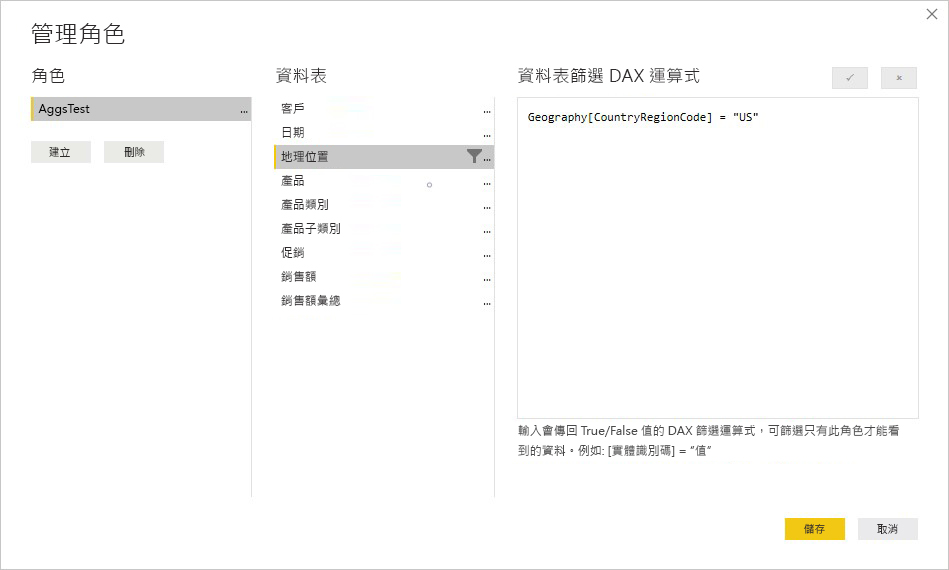 管理角色
角色
AggsTest
...
建立
刪除
資料表
客戶
...
日期
...
地理位置
...
產品
...
產品類別
...
產品子類別
...
促銷
...
銷售額
...
銷售額彙總
...
資料表篩選 DAX 運算式
Geography[CountryRegionCode] = "US"
輸入會傳回 True/False 值的 DAX 篩選運算式，可篩選只有此角色才能看
到的資料。例如: [實體識別碼] = “值”
儲存
取消